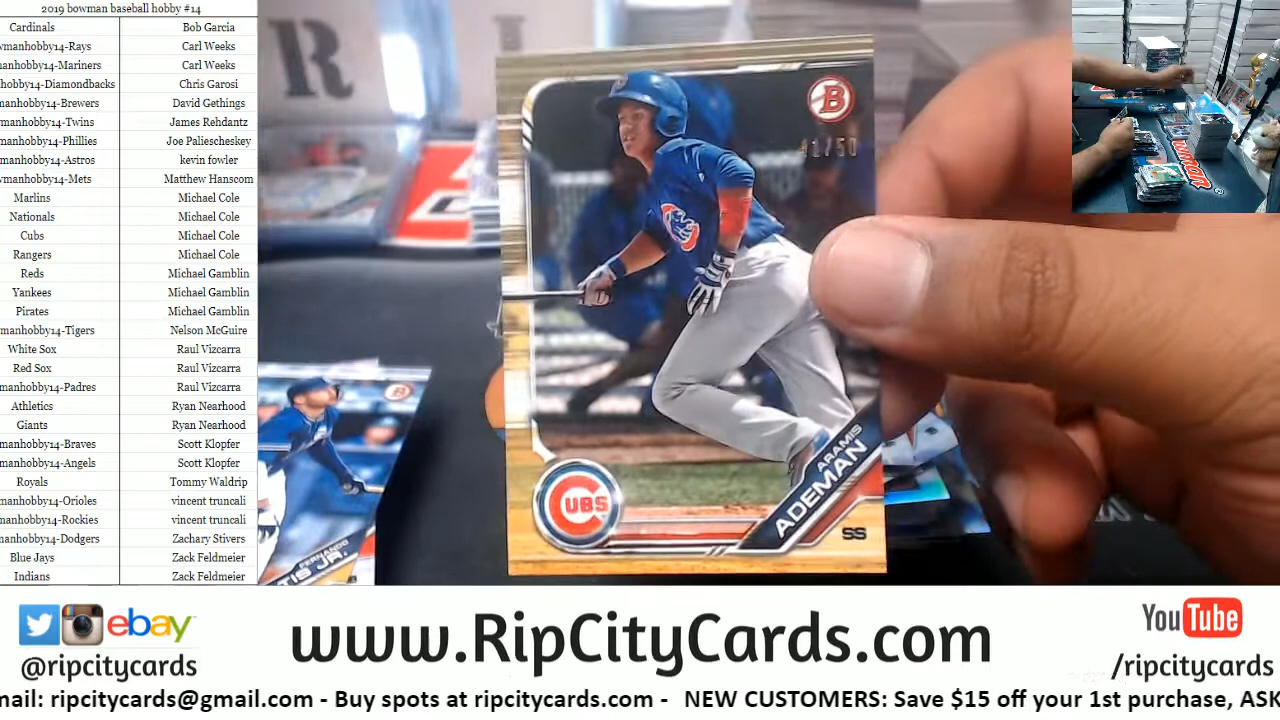 2019 bowman baseball hobby #14
Cardinals Bob Garcia
wmanhobby14-Rays Carl Weeks
manhobby14-Mariners Carl Weeks
hobby14-Diamondbacks Chris Garosi
manhobby14-Brewers David Gethings
manhobby14-Twins James Rehdantz
manhobby14-Phillies Joe Paliescheskey
manhobby14-Astros kevin fowler
wmanhobby14-Mets Matthew Hanscom
Marlins Michael Cole
Nationals Michael Cole
Cubs Michael Cole
Rangers Michael Cole
Reds Michael Gamblin
Yankees Michael Gamblin
Pirates Michael Gamblin
manhobby14-Tigers Nelson McGuire
White Sox Raul Vizcarra
Red Sox Raul Vizcarra
manhobby14-Padres Raul Vizcarra
Athletics Ryan Nearhood
Giants Ryan Nearhood
manhobby14-Braves Scott Klopfer
manhobby14-Angels Scott Klopfer
Royals Tommy Waldrip
manhobby14-Orioles vincent truncali
manhobby14-Rockies vincent truncali
manhobby14-Dodgers Zachary Stivers
Blue Jays Zack Feldmeier
Indians Zack Feldmeier
R
B
41/50
CUBS
ARAMIS
ADEMAN
SS
B
FERNANDO
TIS JR.
ebay
@ripcitycards
www.RipCityCards.com
YouTube
/ripcitycards
mail: ripcitycards@gmail.com - Buy spots at ripcitycards.com - NEW CUSTOMERS: Save $15 off your 1st purchase, ASK